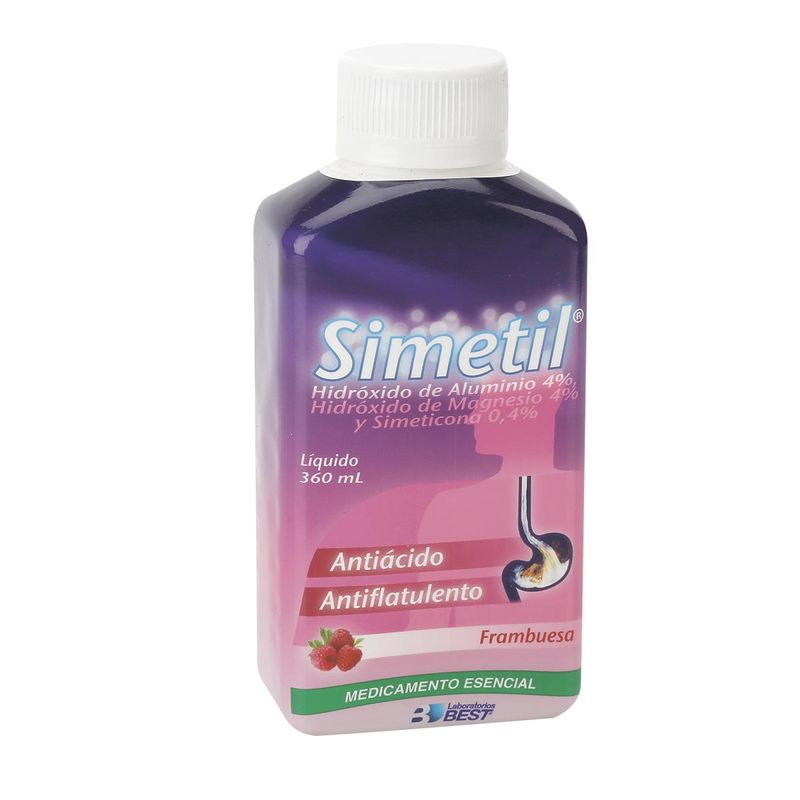 Simetil®
Hidróxido de Aluminio 4%,
Hidróxido de Magnesio 4%
y Simeticona 0,4%
Líquido
360 mL
Antiácido
Antiflatulento
Frambuesa
MEDICAMENTO ESENCIAL
Laboratorios
BEST